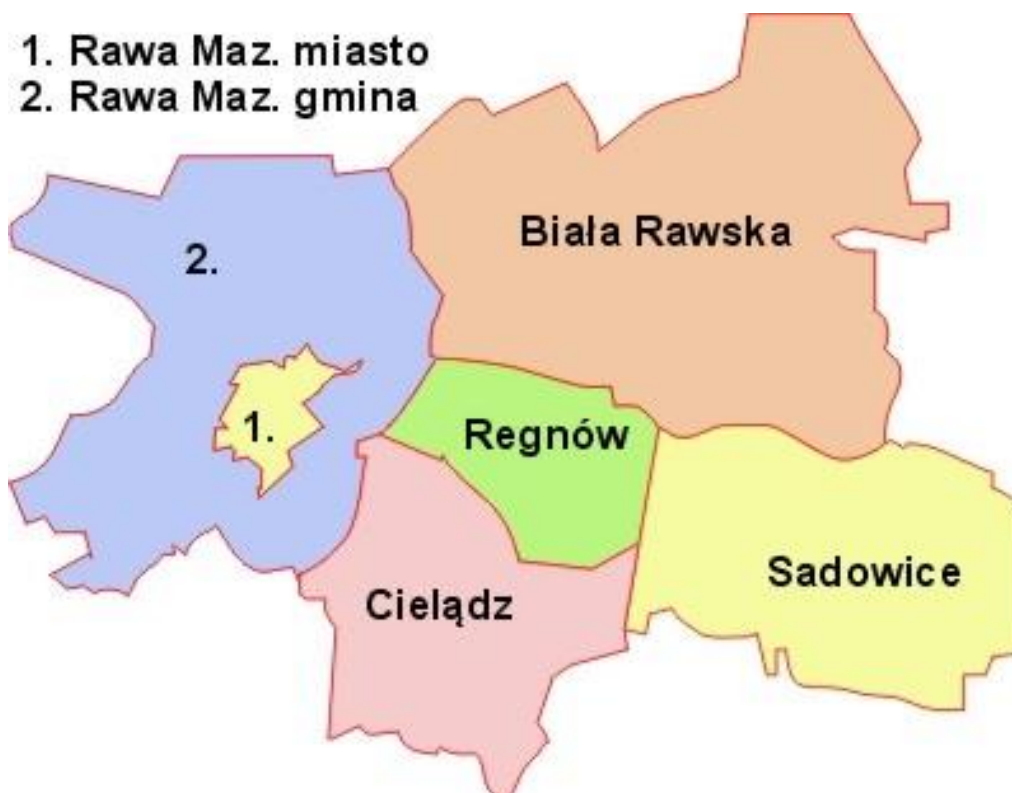 1. Rawa Maz. miasto
2. Rawa Maz. gmina
Biała Rawska
2.
1.
Regnów
Sadowice
Cielądz